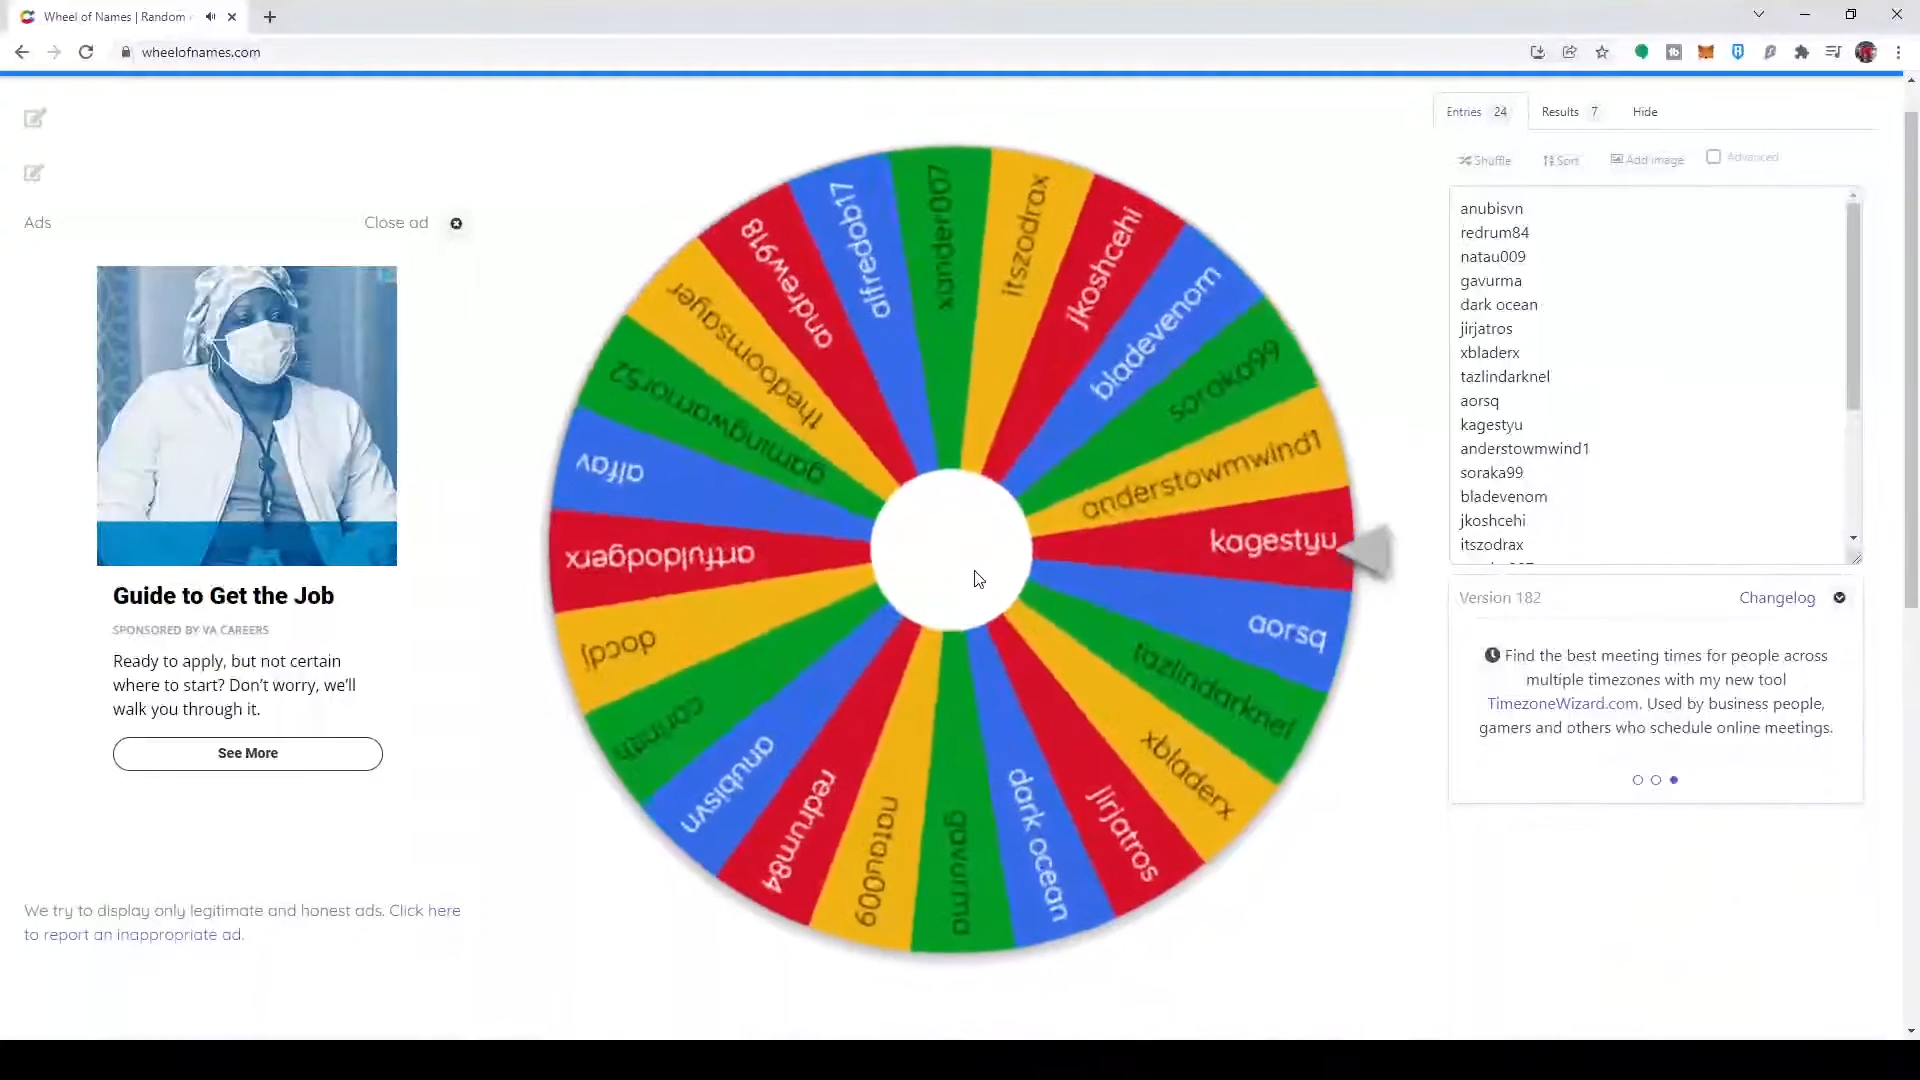 Wheel of Names | Random
wheelofnames.com
Entries 24
Results 7
Hide
Shuffle
Sort
Add image
Advanced
Ads
Close ad
anubisvn
redrum84
natau009
gavurma
dark ocean
jirjatros
xbladerx
tazlindarknel
aorsq
kagestyu
anderstowmwind1
soraka99
bladevenom
jkoshcehi
itszodrax
xander007
itszodrax
jkoshcehi
bladevenom
soraka99
anderstowmwind1
kagestyu
aorsq
tazlindarknel
xbladerx
jirjatros
dark ocean
gavurma
natau009
redrum84
anubisvn
docdj
artfuldodgerx
alfav
gamingwarrior52
thedoomsayer
andrew918
alfredob17
Guide to Get the Job
SPONSORED BY VA CAREERS
Ready to apply, but not certain
where to start? Don't worry, we'll
walk you through it.
See More
We try to display only legitimate and honest ads. Click here
to report an inappropriate ad.
Version 182
Changelog
Find the best meeting times for people across
multiple timezones with my new tool
TimezoneWizard.com. Used by business people,
gamers and others who schedule online meetings.